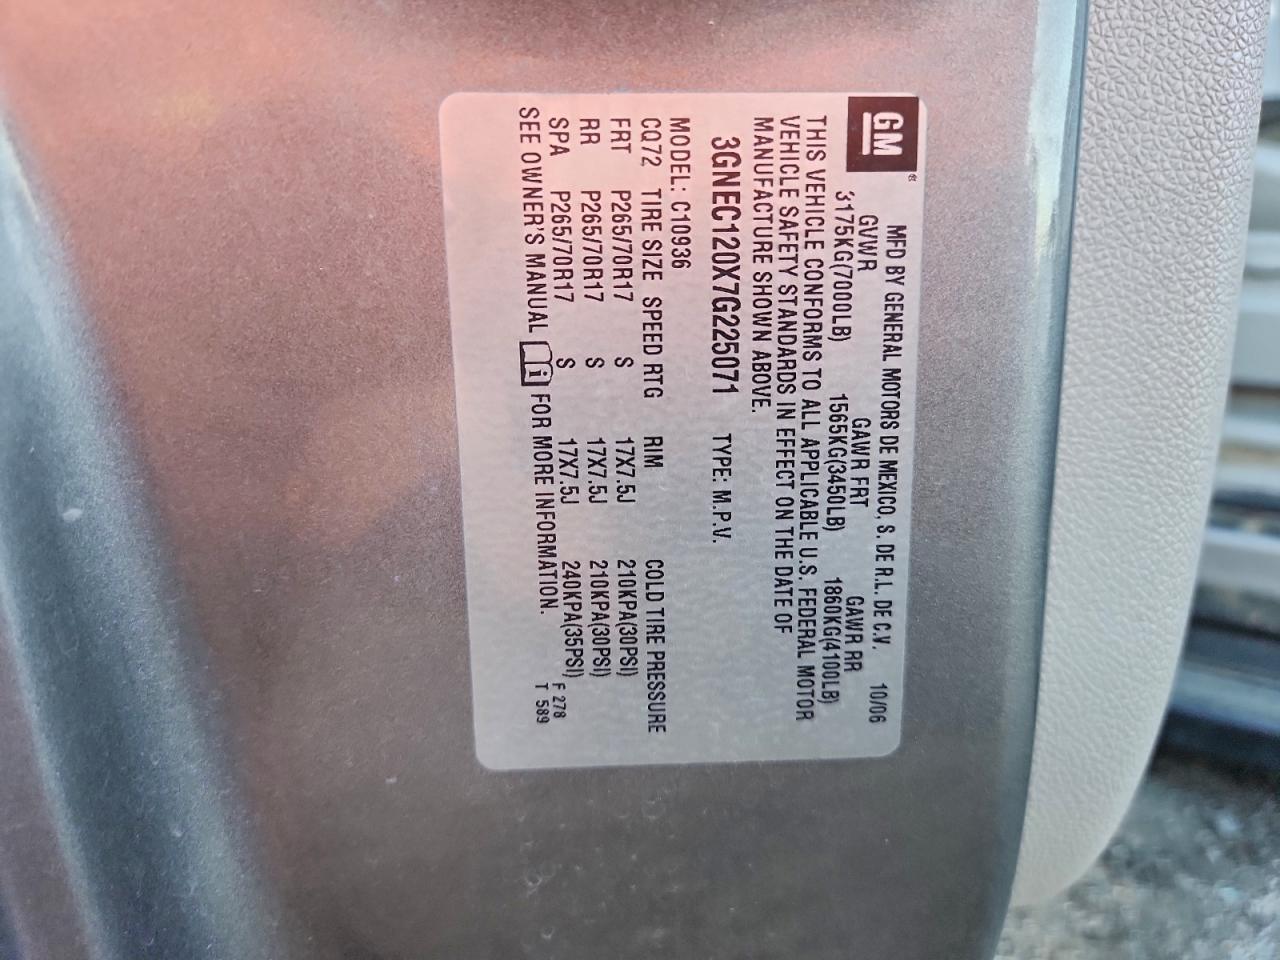 GM
MFD BY GENERAL MOTORS DE MEXICO, S. DE R.L. DE C.V. 10/06
GVWR GAWR FRT GAWR RR
3175KG(7000LB) 1565KG(3450LB) 1860KG(4100LB)
THIS VEHICLE CONFORMS TO ALL APPLICABLE U.S. FEDERAL MOTOR
VEHICLE SAFETY STANDARDS IN EFFECT ON THE DATE OF
MANUFACTURE SHOWN ABOVE.
3GNEC120X7G225071 TYPE: M.P.V.
MODEL: C10936
CQ72 TIRE SIZE SPEED RTG RIM COLD TIRE PRESSURE
FRT P265/70R17 S 17X7.5J 210KPA(30PSI)
RR P265/70R17 S 17X7.5J 210KPA(30PSI)
SPA P265/70R17 S 17X7.5J 240KPA(35PSI)
SEE OWNER'S MANUAL i FOR MORE INFORMATION.
F 278
T 589